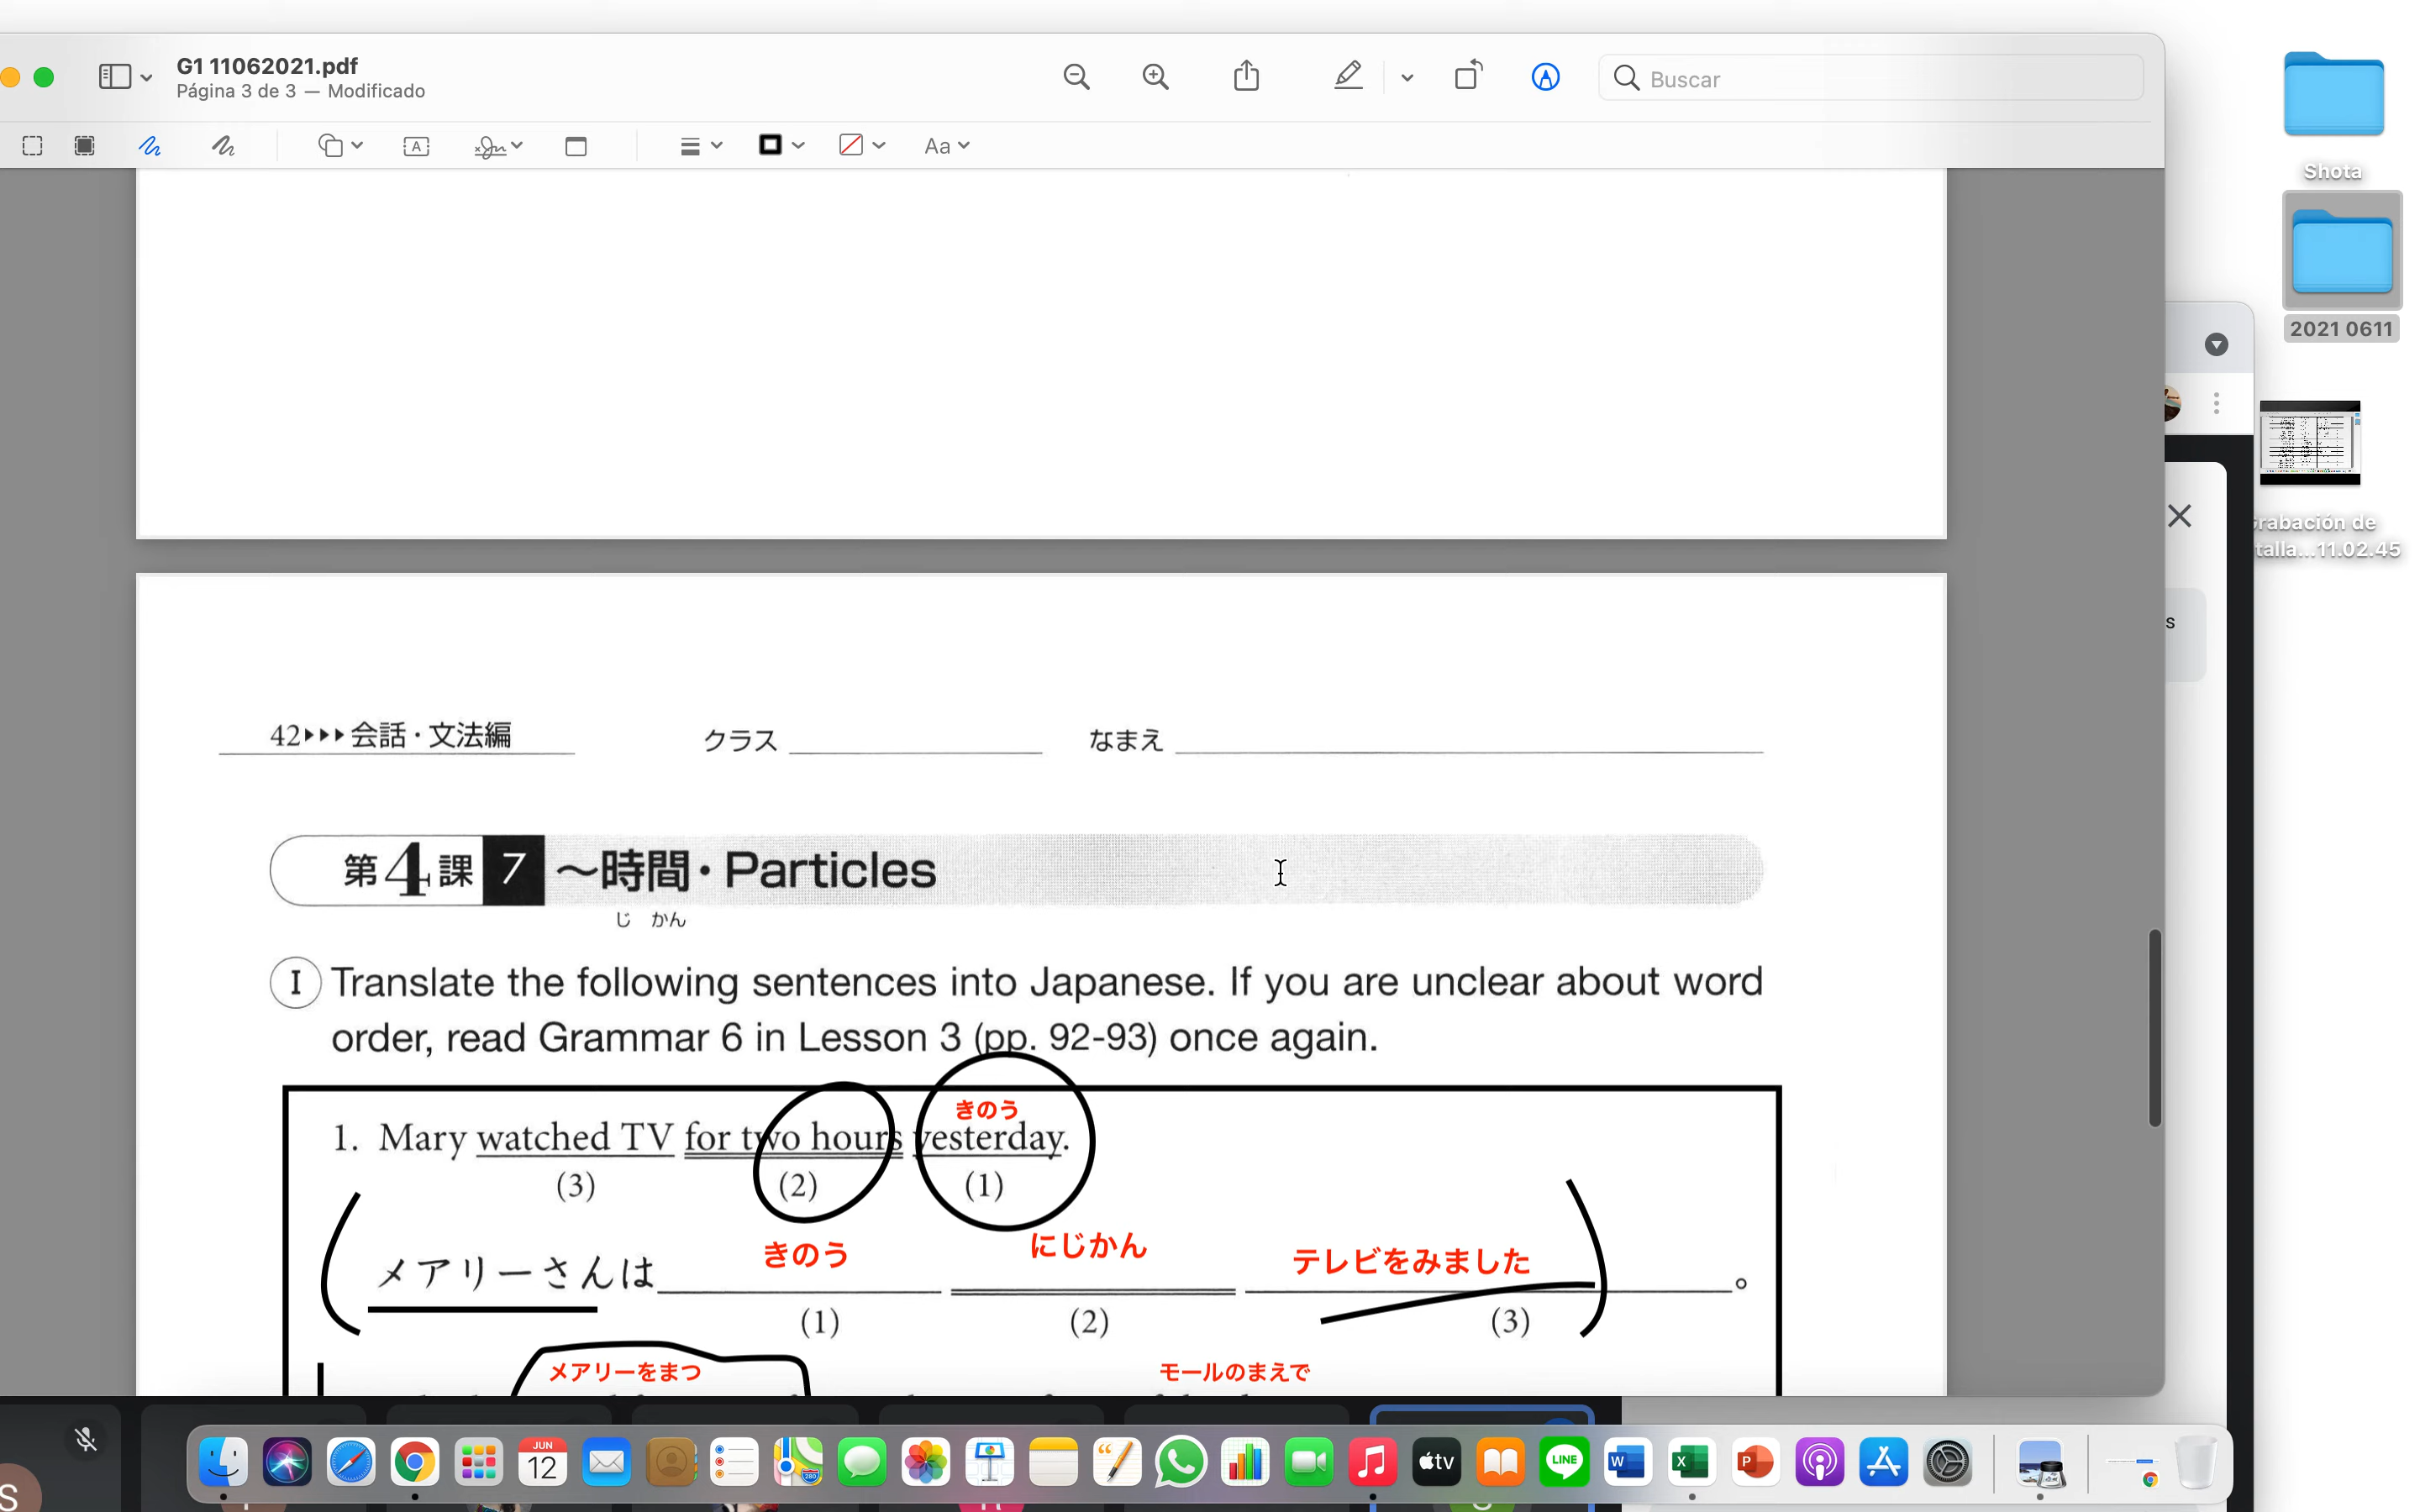 G1 11062021.pdf
Página 3 de 3 — Modificado
Buscar
A
Aa
Shota
2021 0611
talla...11.02.45
s
42▸▸▸会話・文法編 クラス なまえ
第4課 7 〜時間・Particles
じ かん
I Translate the following sentences into Japanese. If you are unclear about word
order, read Grammar 6 in Lesson 3 (pp. 92-93) once again.
きのう
1. Mary watched TV for two hours yesterday.
(3) (2) (1)
きのう にじかん テレビをみました
メアリーさんは 。
(1) (2) (3)
メアリーをまつ モールのまえで
JUN
12
280
tv
LINE
W
X
P
S